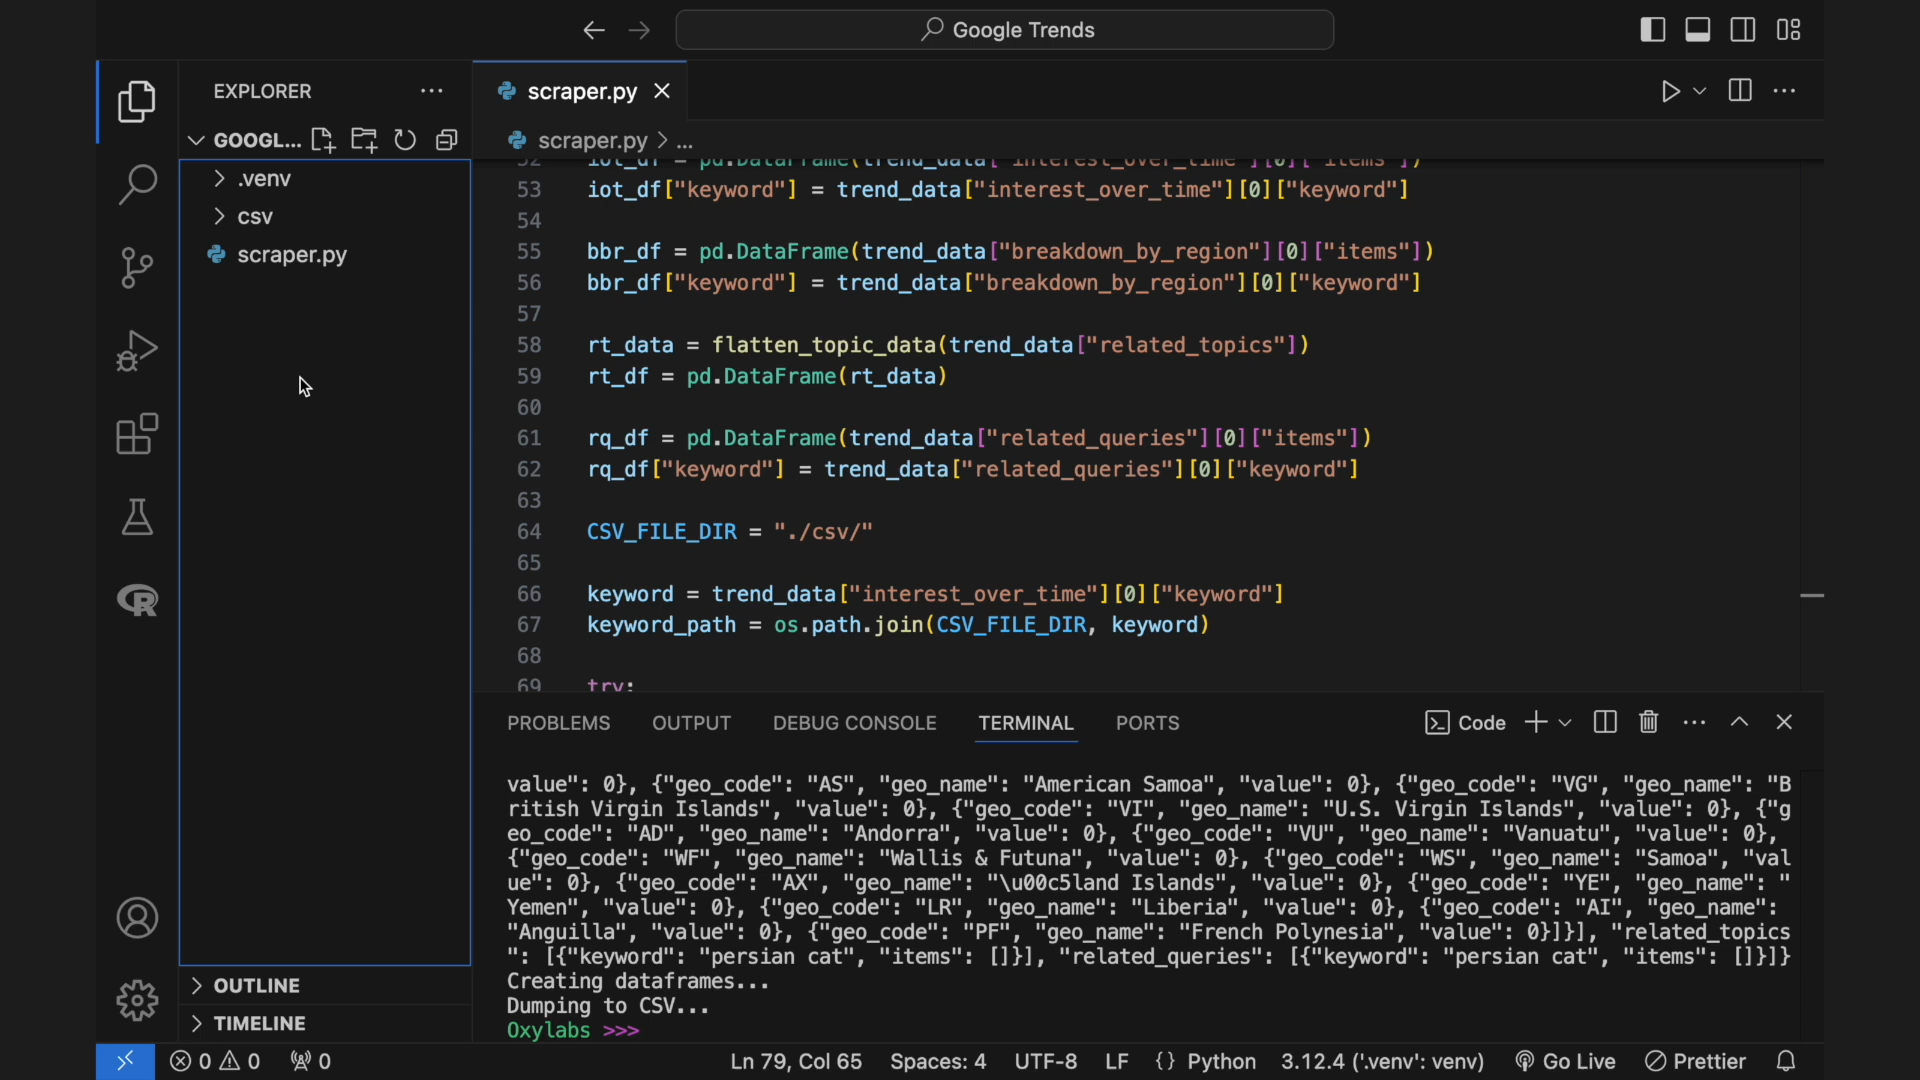 Google Trends
EXPLORER
scraper.py
GOOGL...
scraper.py > ...
.venv
csv
scraper.py
52 iot_df = pd.DataFrame(trend_data["interest_over_time"][0]["items"])
53 iot_df["keyword"] = trend_data["interest_over_time"][0]["keyword"]
54
55 bbr_df = pd.DataFrame(trend_data["breakdown_by_region"][0]["items"])
56 bbr_df["keyword"] = trend_data["breakdown_by_region"][0]["keyword"]
57
58 rt_data = flatten_topic_data(trend_data["related_topics"])
59 rt_df = pd.DataFrame(rt_data)
60
61 rq_df = pd.DataFrame(trend_data["related_queries"][0]["items"])
62 rq_df["keyword"] = trend_data["related_queries"][0]["keyword"]
63
64 CSV_FILE_DIR = "./csv/"
65
66 keyword = trend_data["interest_over_time"][0]["keyword"]
67 keyword_path = os.path.join(CSV_FILE_DIR, keyword)
68
69 try:
PROBLEMS OUTPUT DEBUG CONSOLE TERMINAL PORTS Code
value": 0}, {"geo_code": "AS", "geo_name": "American Samoa", "value": 0}, {"geo_code": "VG", "geo_name": "B
ritish Virgin Islands", "value": 0}, {"geo_code": "VI", "geo_name": "U.S. Virgin Islands", "value": 0}, {"g
eo_code": "AD", "geo_name": "Andorra", "value": 0}, {"geo_code": "VU", "geo_name": "Vanuatu", "value": 0},
{"geo_code": "WF", "geo_name": "Wallis & Futuna", "value": 0}, {"geo_code": "WS", "geo_name": "Samoa", "val
ue": 0}, {"geo_code": "AX", "geo_name": "\u00c5land Islands", "value": 0}, {"geo_code": "YE", "geo_name": "
Yemen", "value": 0}, {"geo_code": "LR", "geo_name": "Liberia", "value": 0}, {"geo_code": "AI", "geo_name":
"Anguilla", "value": 0}, {"geo_code": "PF", "geo_name": "French Polynesia", "value": 0}]}], "related_topics
": [{"keyword": "persian cat", "items": []}], "related_queries": [{"keyword": "persian cat", "items": []}]}
Creating dataframes...
Dumping to CSV...
Oxylabs >>>
OUTLINE
TIMELINE
0 0 0 Ln 79, Col 65 Spaces: 4 UTF-8 LF {} Python 3.12.4 ('.venv': venv) Go Live Prettier